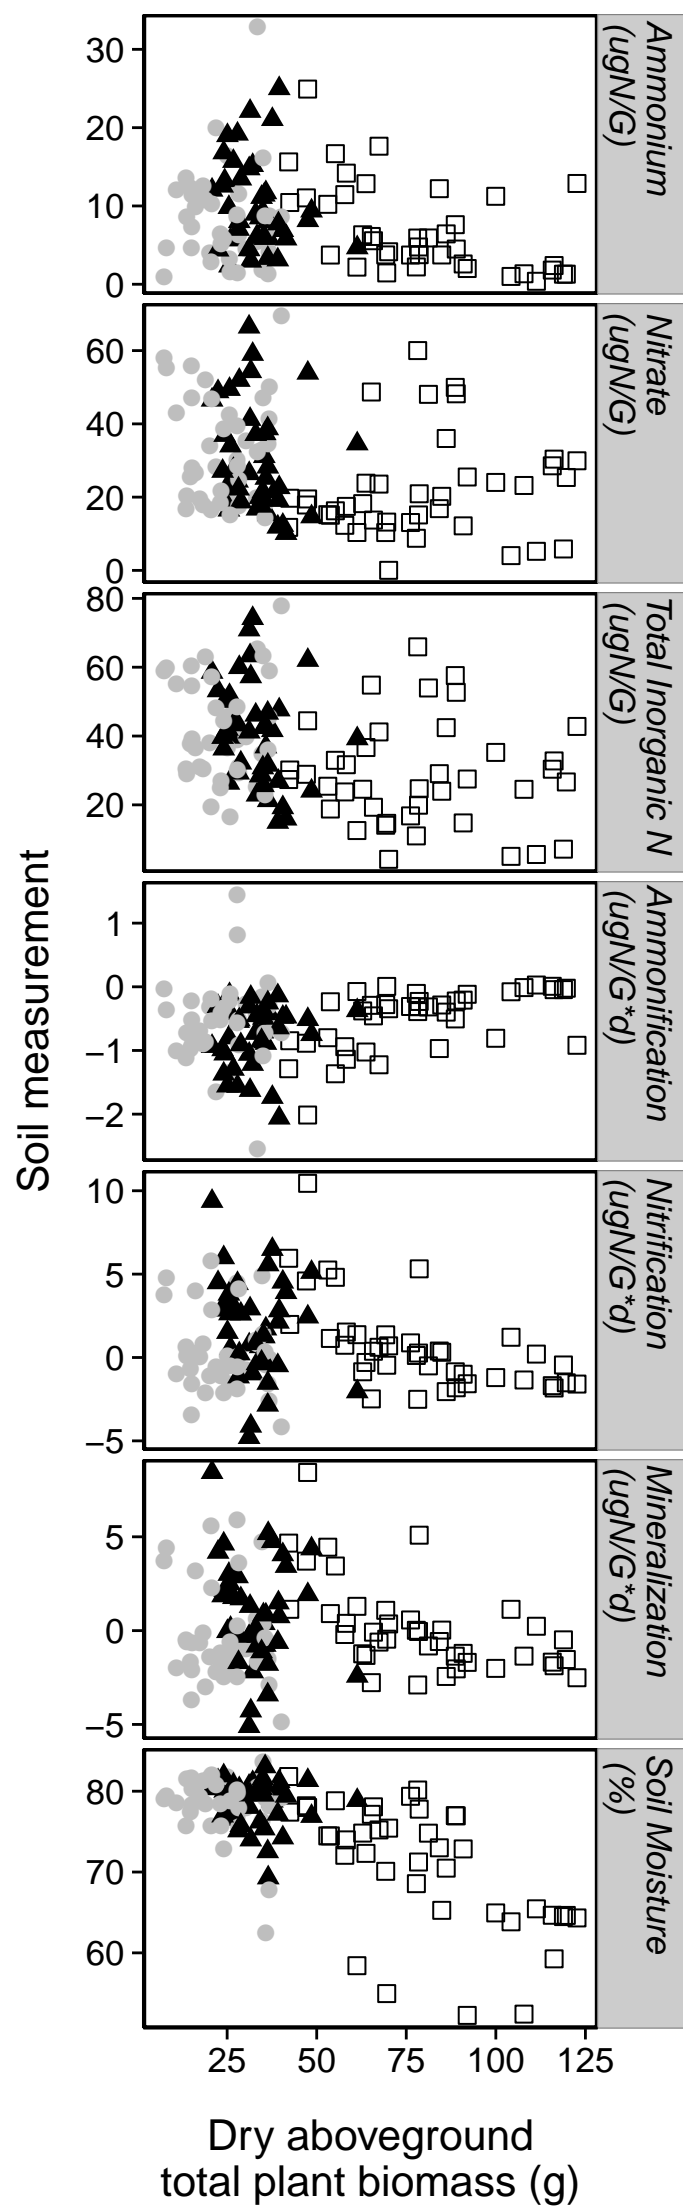 Soil measurement
30
20
10
0
Ammonium
(ugN/G)
60
40
20
0
Nitrate
(ugN/G)
80
60
40
20
Total Inorganic N
(ugN/G)
1
0
−1
−2
Ammonification
(ugN/G*d)
10
5
0
−5
Nitrification
(ugN/G*d)
5
0
−5
Mineralization
(ugN/G*d)
80
70
60
Soil Moisture
(%)
25 50 75 100 125
Dry aboveground
total plant biomass (g)